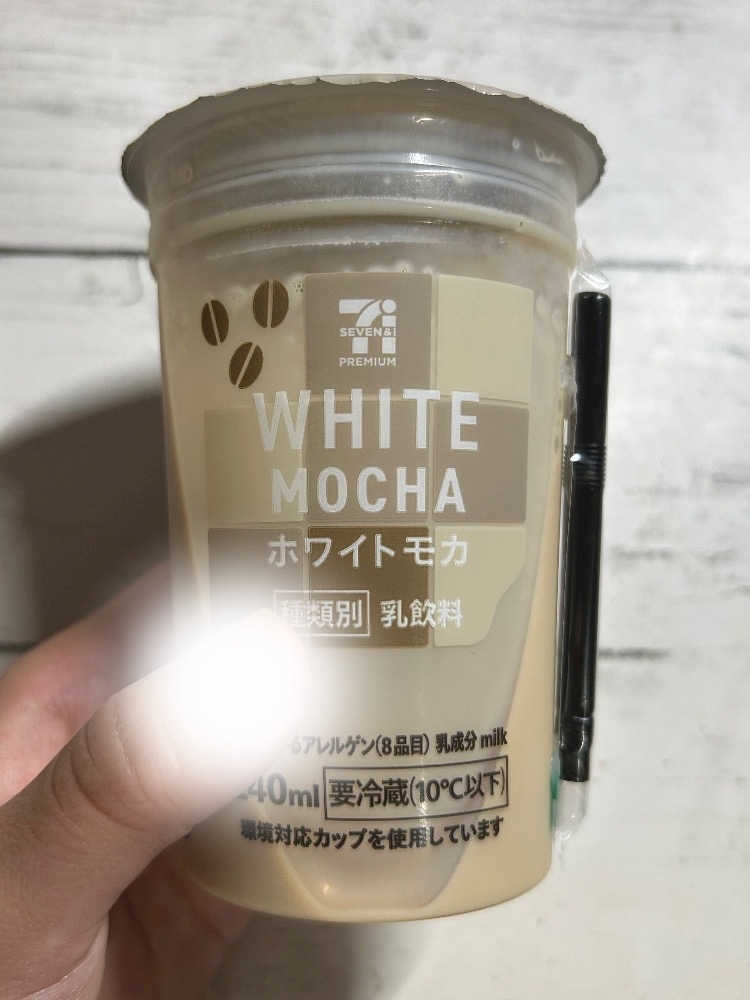 SEVEN&i
PREMIUM
WHITE
MOCHA
ホワイトモカ
種類別 乳飲料
アレルゲン(8品目) 乳成分 milk
40ml 要冷蔵(10℃以下)
環境対応カップを使用しています